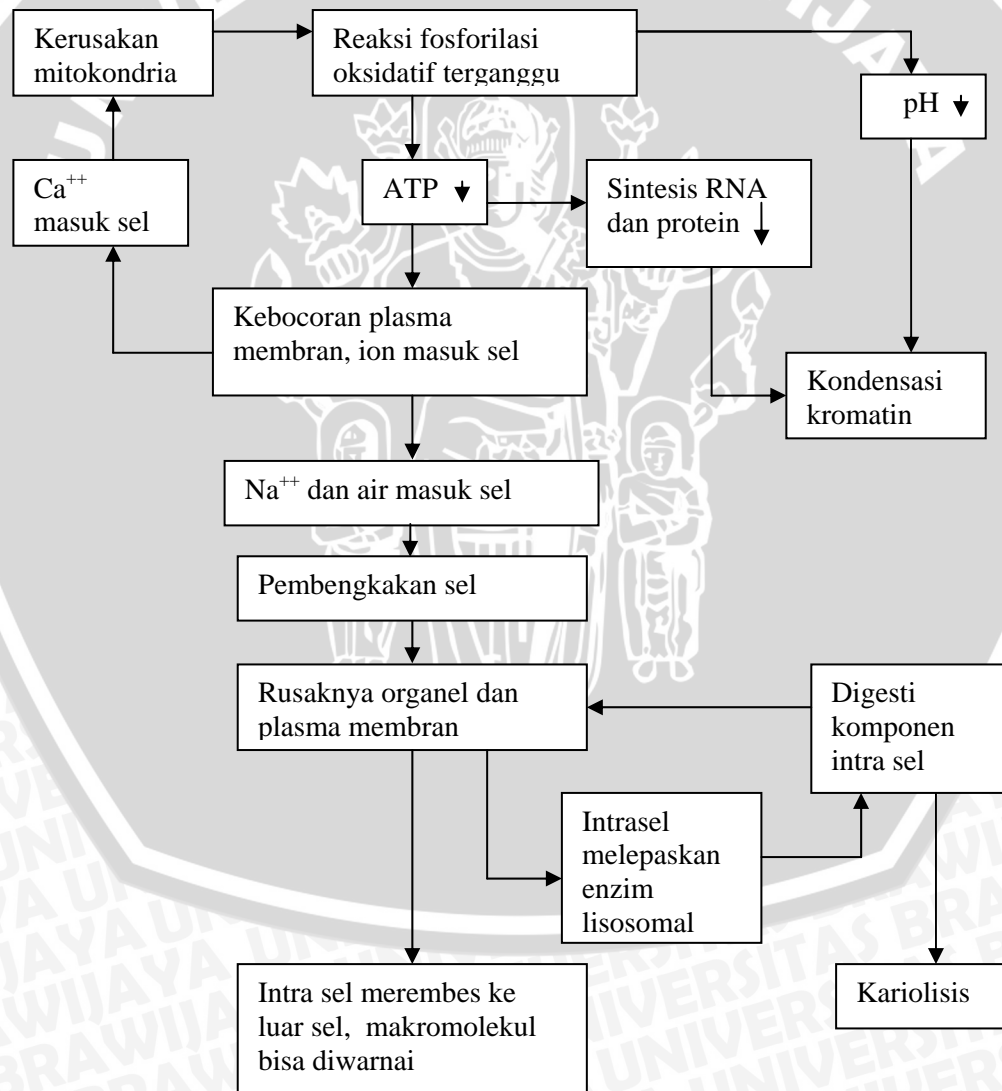 Kerusakan
mitokondria
Reaksi fosforilasi
oksidatif terganggu
pH
Ca++
masuk sel
ATP
Sintesis RNA
dan protein
Kebocoran plasma
membran, ion masuk sel
Kondensasi
kromatin
Na++ dan air masuk sel
Pembengkakan sel
Rusaknya organel dan
plasma membran
Digesti
komponen
intra sel
Intrasel
melepaskan
enzim
lisosomal
Intra sel merembes ke
luar sel, makromolekul
bisa diwarnai
Kariolisis